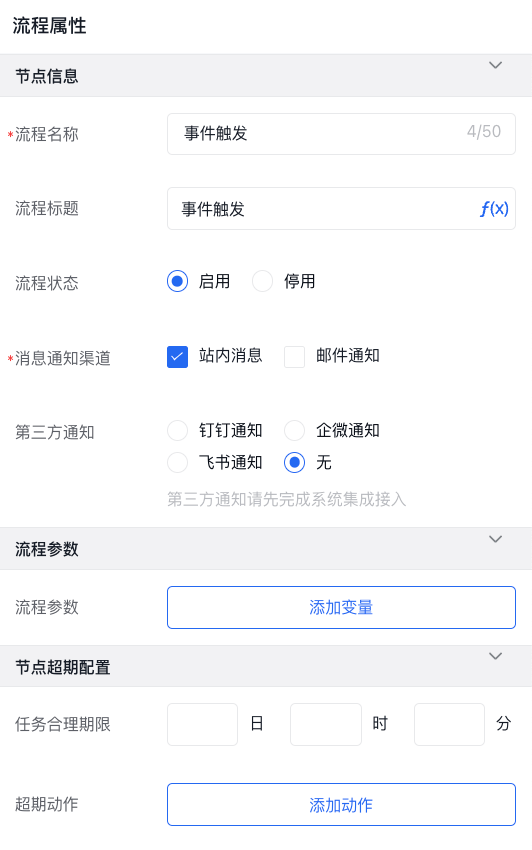 流程属性
节点信息
*流程名称 事件触发 4/50
流程标题 事件触发 f(x)
流程状态 启用 停用
*消息通知渠道 站内消息 邮件通知
第三方通知 钉钉通知 企微通知
飞书通知 无
第三方通知请先完成系统集成接入
流程参数
流程参数 添加变量
节点超期配置
任务合理期限 日 时 分
超期动作 添加动作